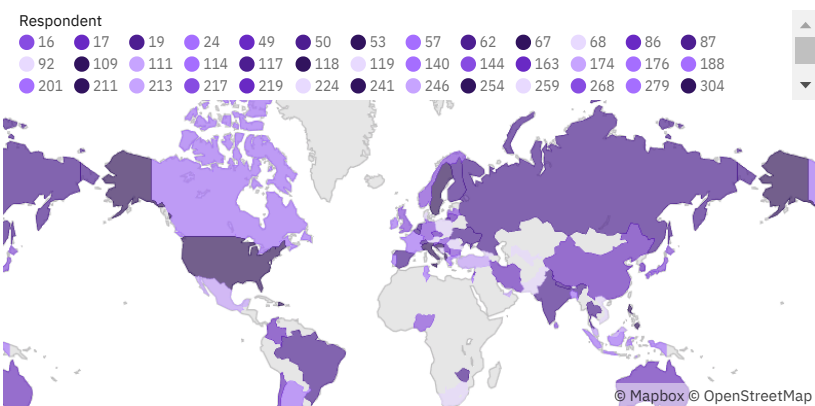 Respondent
16 17 19 24 49 50 53 57 62 67 68 86 87
92 109 111 114 117 118 119 140 144 163 174 176 188
201 211 213 217 219 224 241 246 254 259 268 279 304
© Mapbox © OpenStreetMap